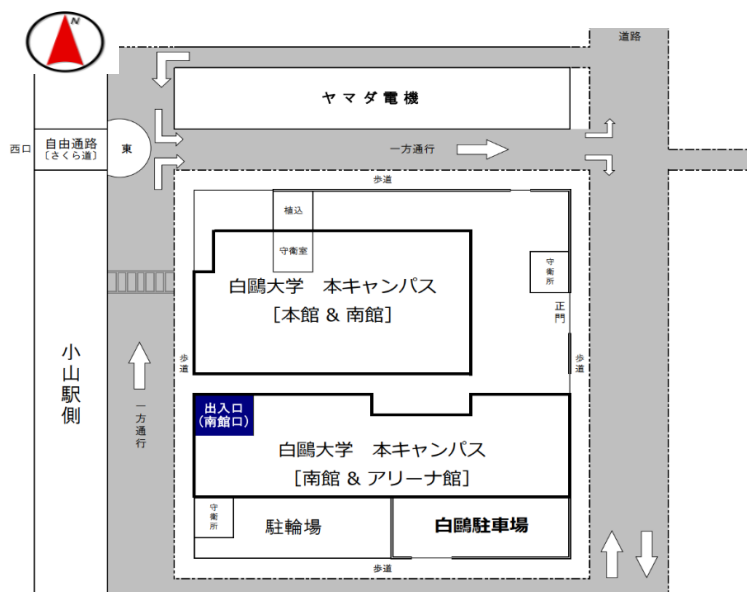 N
道路
ヤマダ電機
西口
自由通路
〔さくら道〕
東
一方通行
歩道
植込
守衛室
守衛所
白鷗大学 本キャンパス
[本館 & 南館]
正門
小山駅側
一方通行
歩道
歩道
出入口
(南館口)
白鷗大学 本キャンパス
[南館 & アリーナ館]
守衛所
駐輪場
白鷗駐車場
歩道